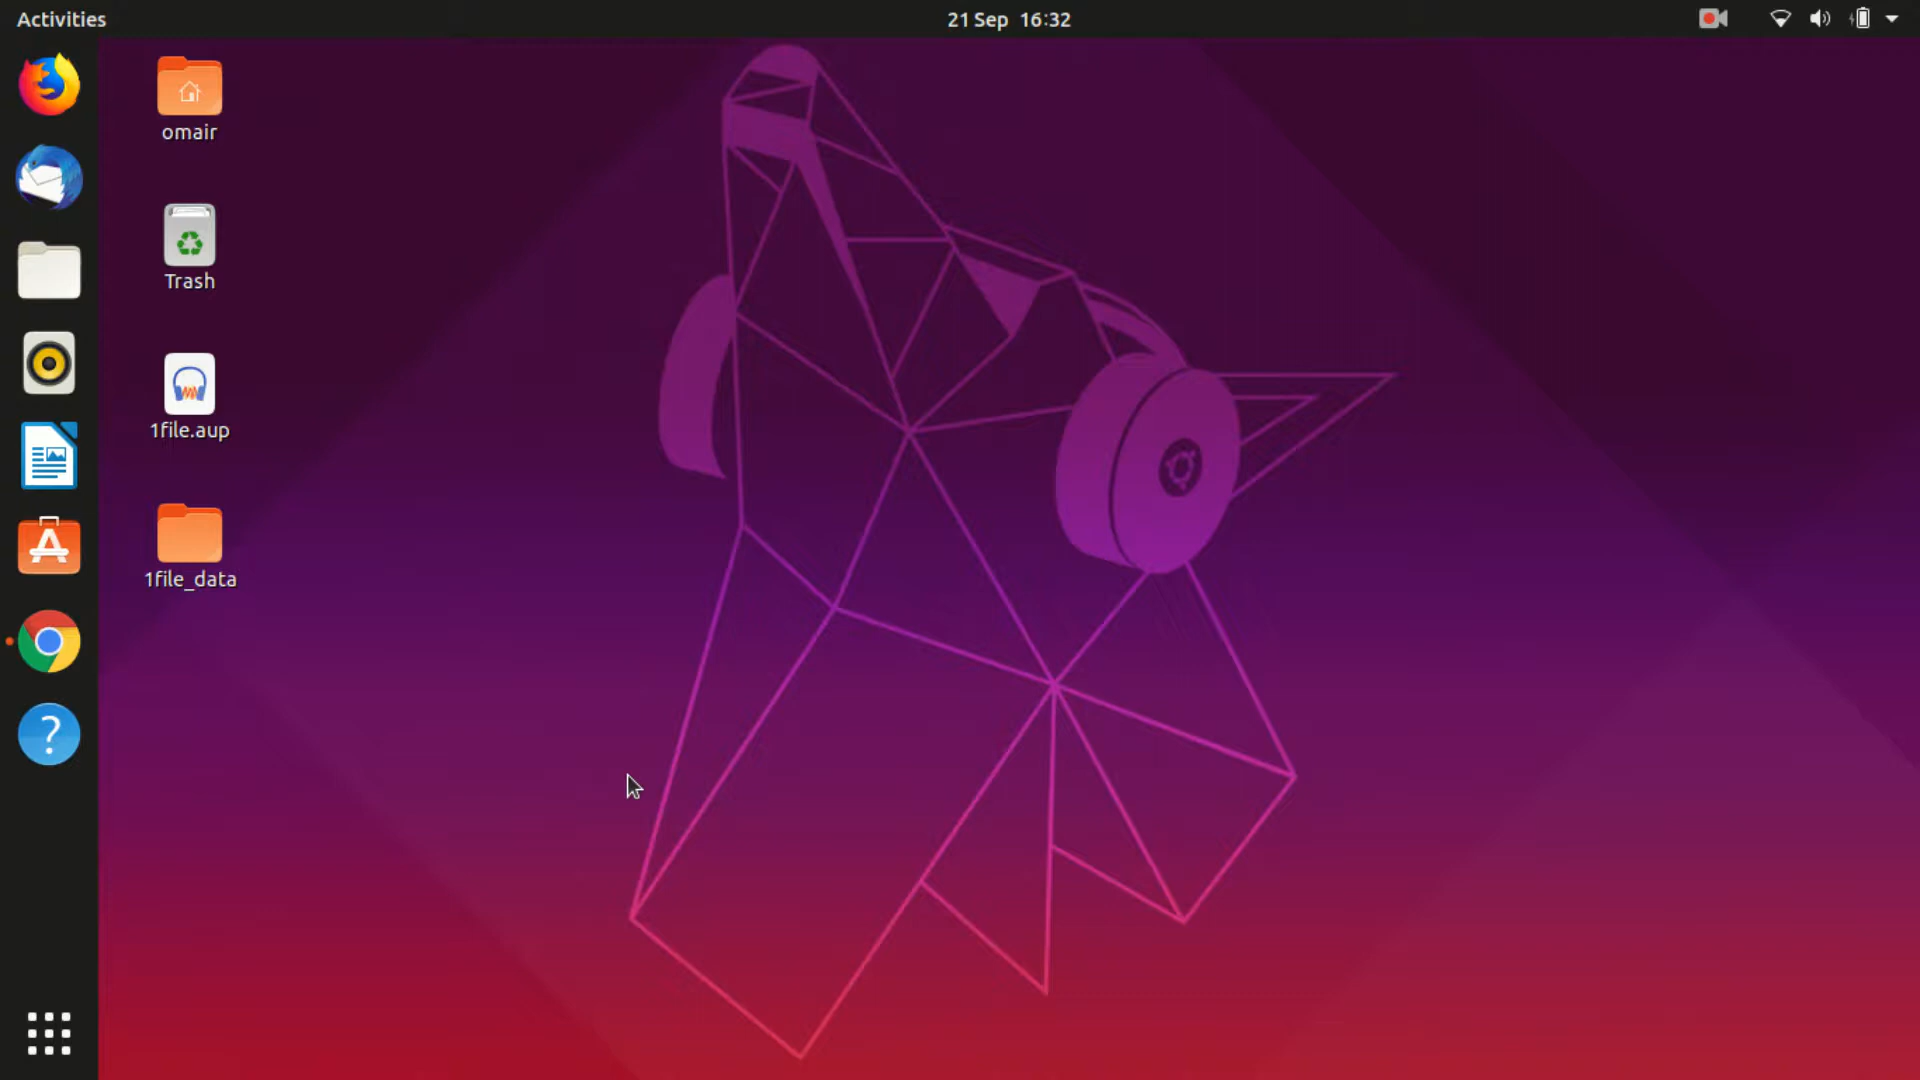 Activities
21 Sep 16:32
omair
Trash
1file.aup
1file_data